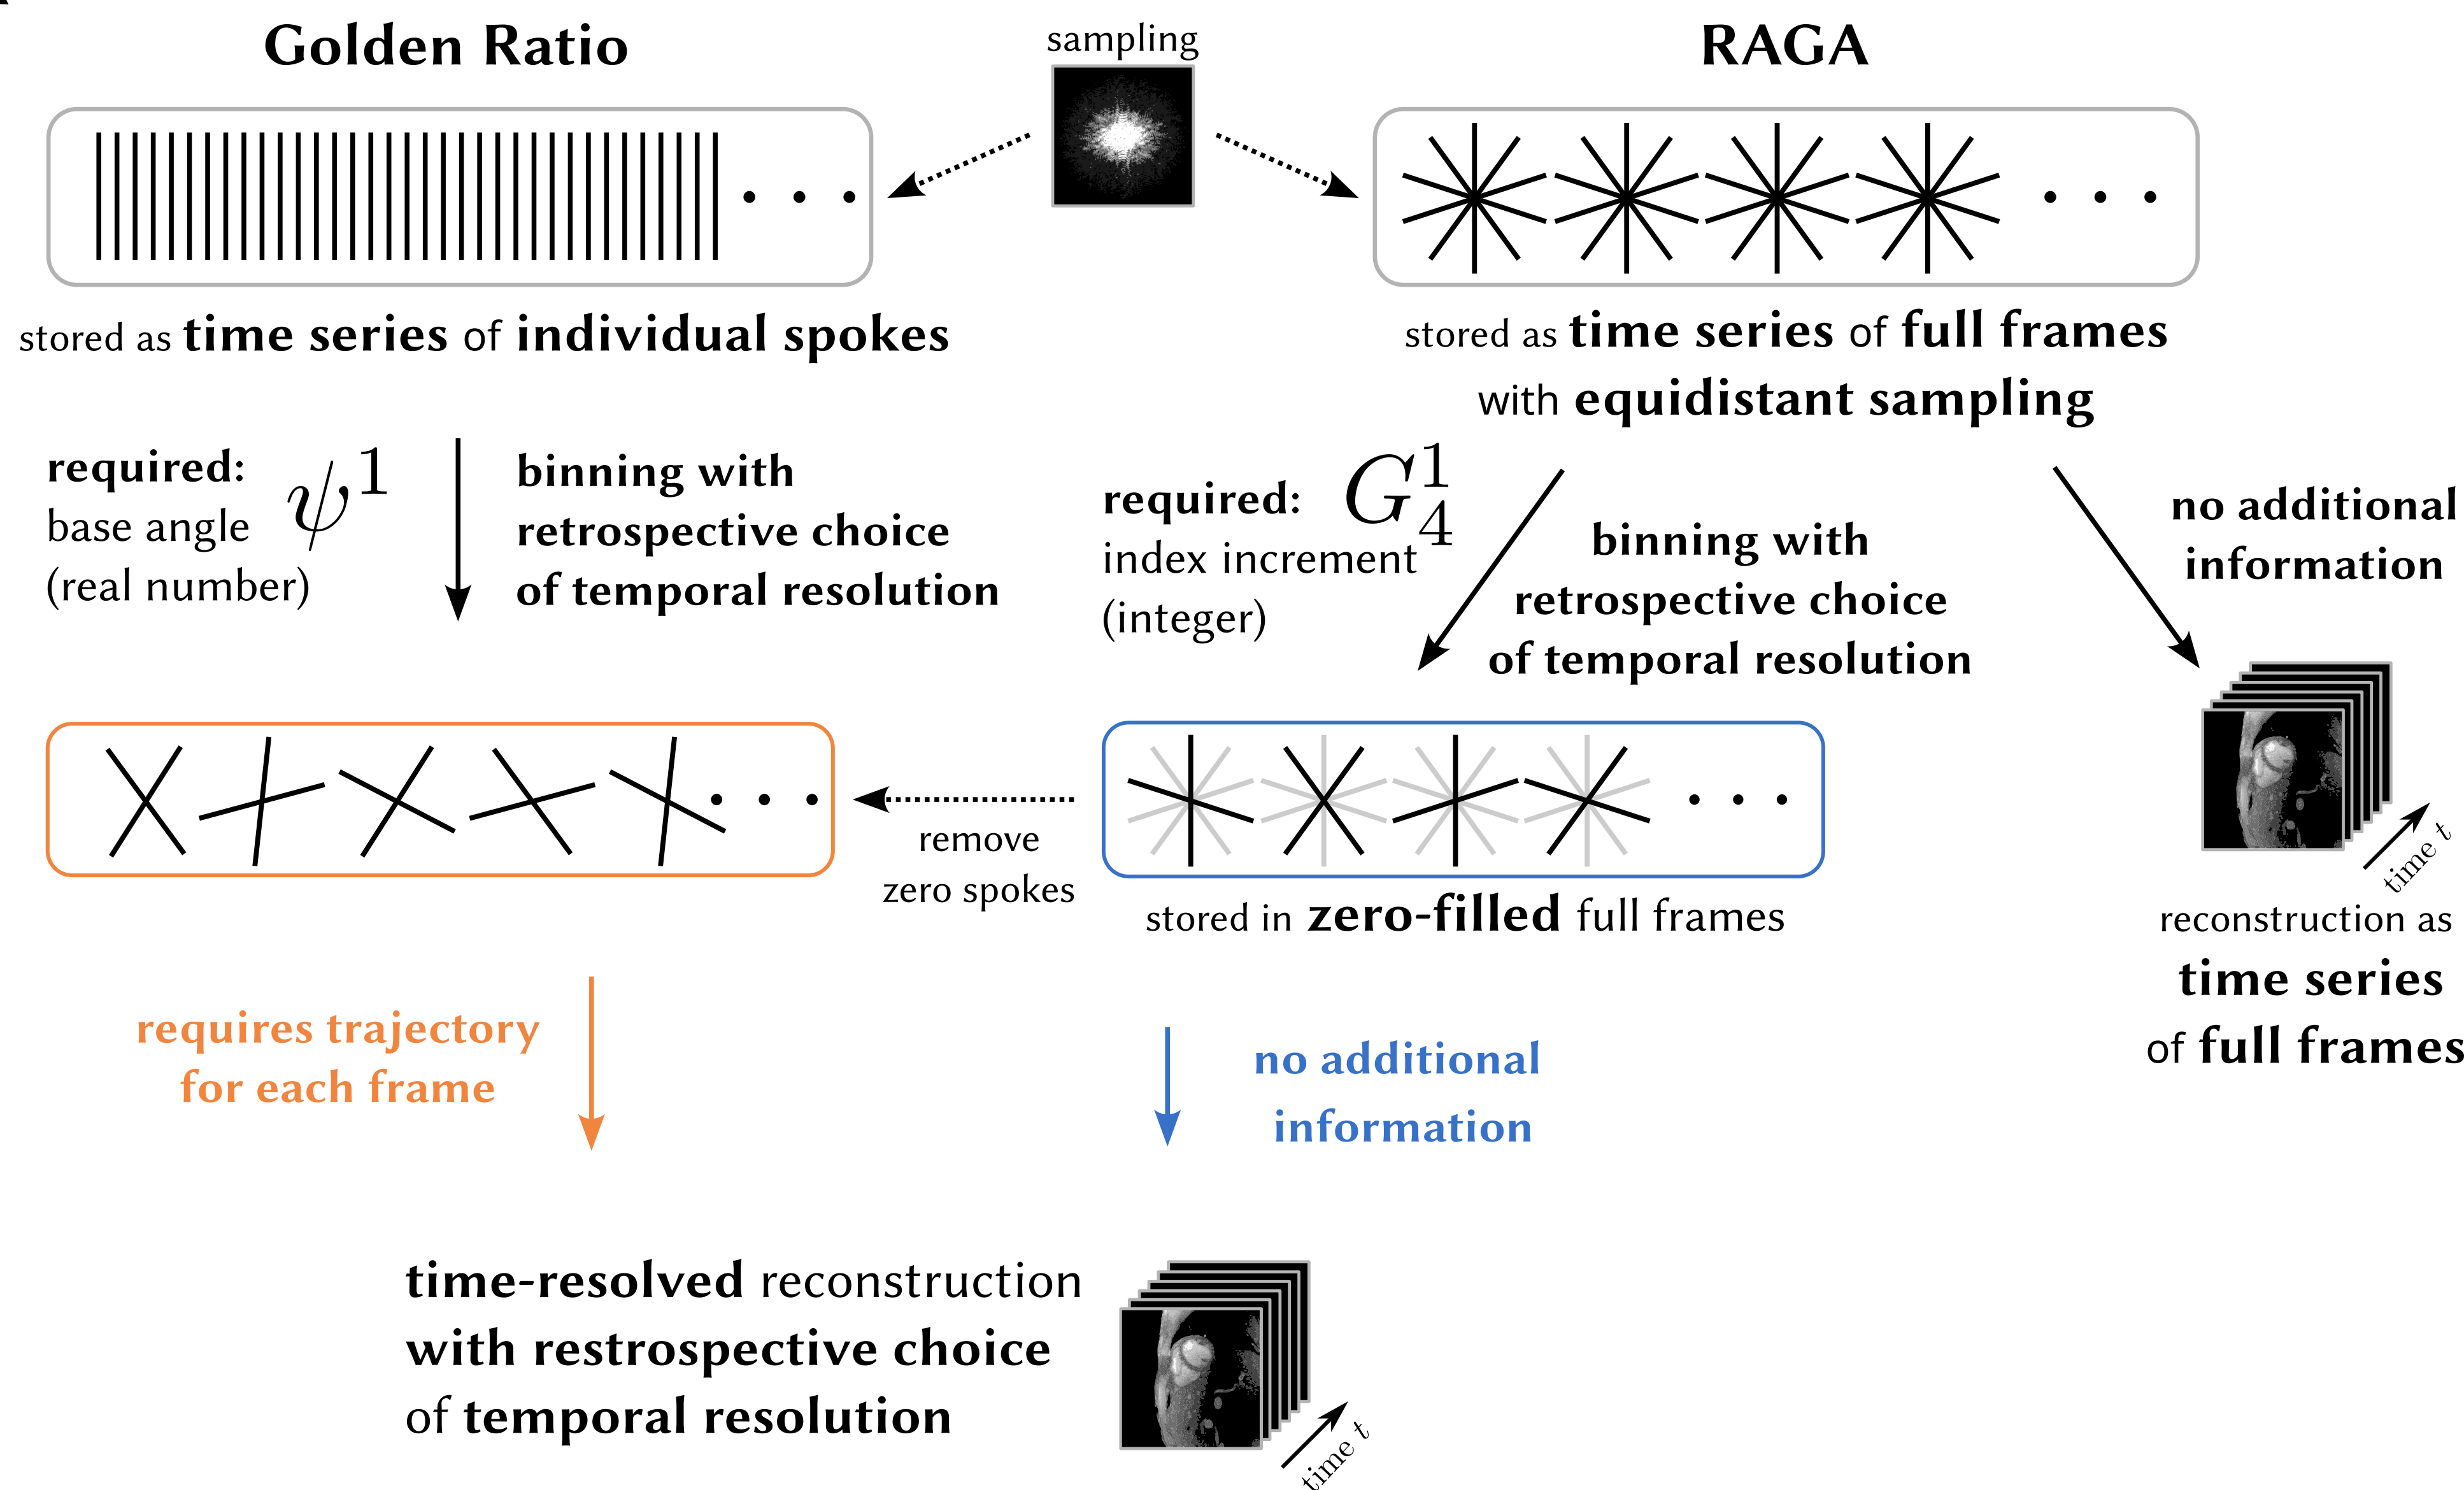 Golden Ratio
sampling
RAGA
stored as time series of individual spokes
stored as time series of full frames
with equidistant sampling
required: ψ¹
base angle
(real number)
binning with
retrospective choice
of temporal resolution
required: G₄¹
index increment
(integer)
binning with
retrospective choice
of temporal resolution
no additional
information
remove
zero spokes
stored in zero-filled full frames
time t
reconstruction as
time series
of full frames
requires trajectory
for each frame
no additional
information
time-resolved reconstruction
with restrospective choice
of temporal resolution
time t